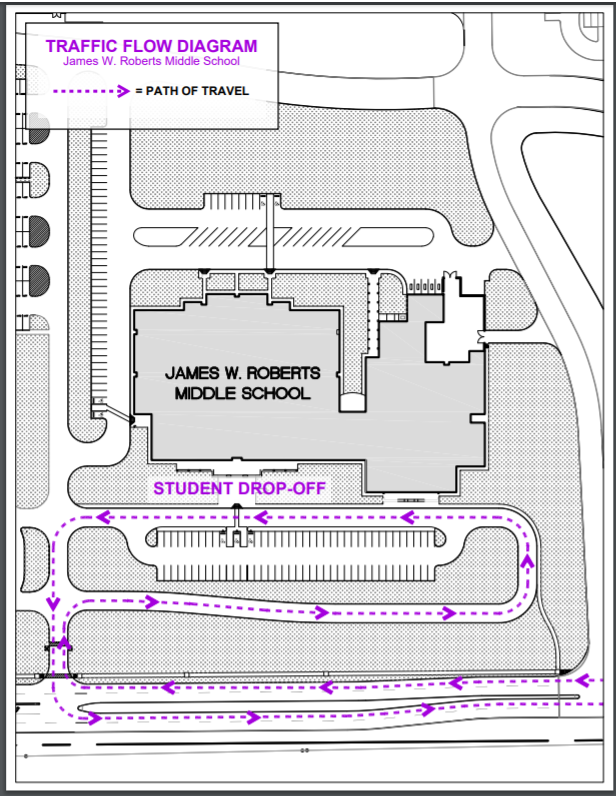 TRAFFIC FLOW DIAGRAM
James W. Roberts Middle School
= PATH OF TRAVEL
JAMES W. ROBERTS
MIDDLE SCHOOL
STUDENT DROP-OFF